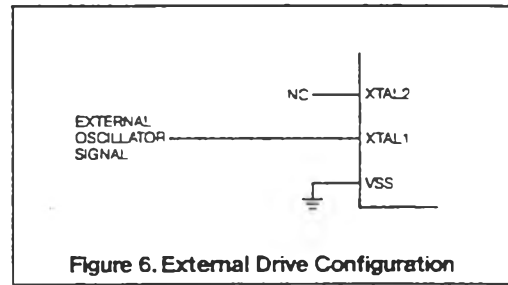 NC XTAL2
EXTERNAL
OSCILLATOR XTAL1
SIGNAL
VSS
Figure 6. External Drive Configuration